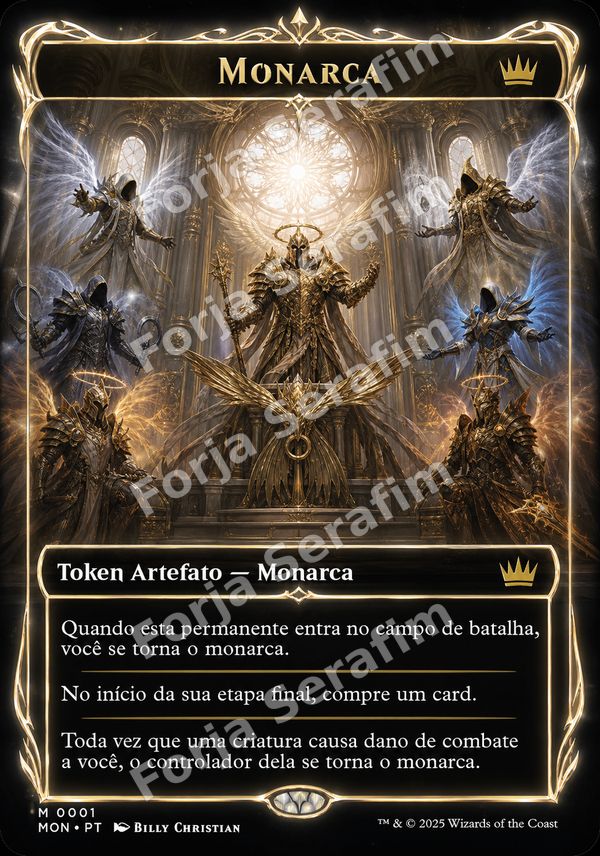 MONARCA
Forja Serafim
Forja Serafim
Forja Serafim
Forja Serafim
Token Artefato — Monarca
Quando esta permanente entra no campo de batalha,
você se torna o monarca.
No início da sua etapa final, compre um card.
Toda vez que uma criatura causa dano de combate
a você, o controlador dela se torna o monarca.
Forja Serafim
M 0001
MON • PT BILLY CHRISTIAN
™ & © 2025 Wizards of the Coast